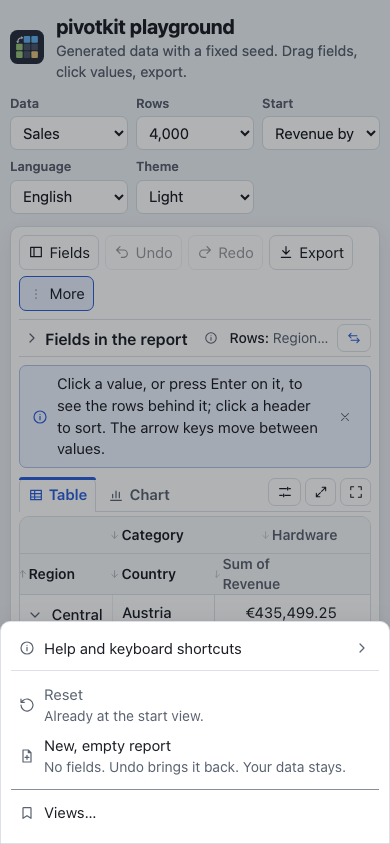 pivotkit playground
Generated data with a fixed seed. Drag fields,
click values, export.
Data
Rows
Start
Sales
4,000
Revenue by
Language
Theme
English
Light
Fields
Undo
Redo
Export
More
Fields in the report
Rows: Region...
Click a value, or press Enter on it, to
see the rows behind it; click a header
to sort. The arrow keys move between
values.
Table
Chart
Category
Hardware
Region
Country
Sum of
Revenue
Central
Austria
€435,499.25
Help and keyboard shortcuts
Reset
Already at the start view.
New, empty report
No fields. Undo brings it back. Your data stays.
Views...